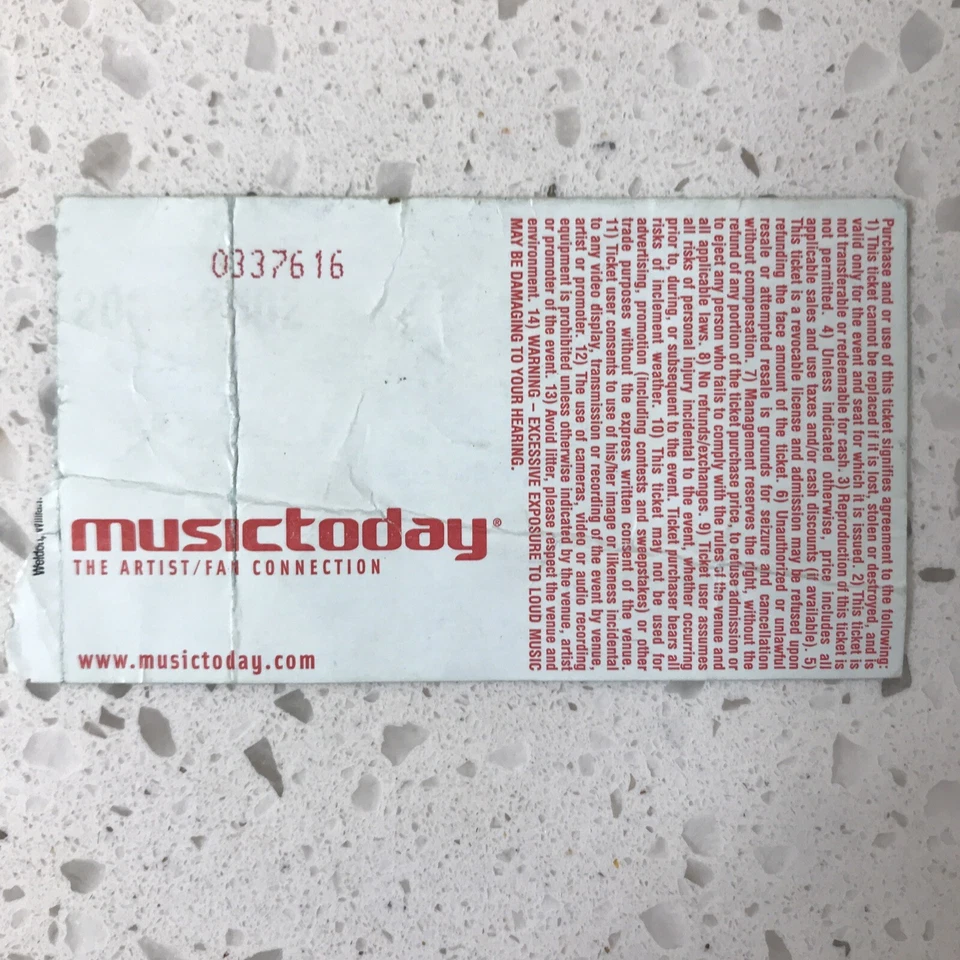 0337616
musictoday®
THE ARTIST/FAN CONNECTION
www.musictoday.com
Purchase and or use of this ticket signifies agreement to the following:
1) This ticket cannot be replaced if it is lost, stolen or destroyed, and is
valid only for the event and seat for which it is issued. 2) This ticket is
not transferable or redeemable for cash. 3) Reproduction of this ticket is
not permitted. 4) Unless indicated otherwise, price includes all
applicable sales and use taxes and/or cash discounts (if available). 5)
This ticket is a revocable license and admission may be refused upon
refunding the face amount of the ticket. 6) Unauthorized or unlawful
resale or attempted resale is grounds for seizure and cancellation
without compensation. 7) Management reserves the right, without the
refund of any portion of the ticket purchase price, to refuse admission or
to eject any person who fails to comply with the rules of the venue and
all applicable laws. 8) No refunds/exchanges. 9) Ticket user assumes
all risks of personal injury incidental to the event, whether occurring
prior to, during, or subsequent to the event. Ticket purchaser bears all
risks of inclement weather. 10) This ticket may not be used for
advertising, promotion (including contests and sweepstakes) or other
trade purposes without the express written consent of the venue.
11) Ticket user consents to use of his/her image or likeness incidental
to any video display, transmission or recording of the event by venue,
artist or promoter. 12) The use of cameras, video or audio recording
equipment is prohibited unless otherwise indicated by the venue, artist
or promoter of the event. 13) Avoid litter, please respect the venue and
environment. 14) WARNING – EXCESSIVE EXPOSURE TO LOUD MUSIC
MAY BE DAMAGING TO YOUR HEARING.
Weldon,